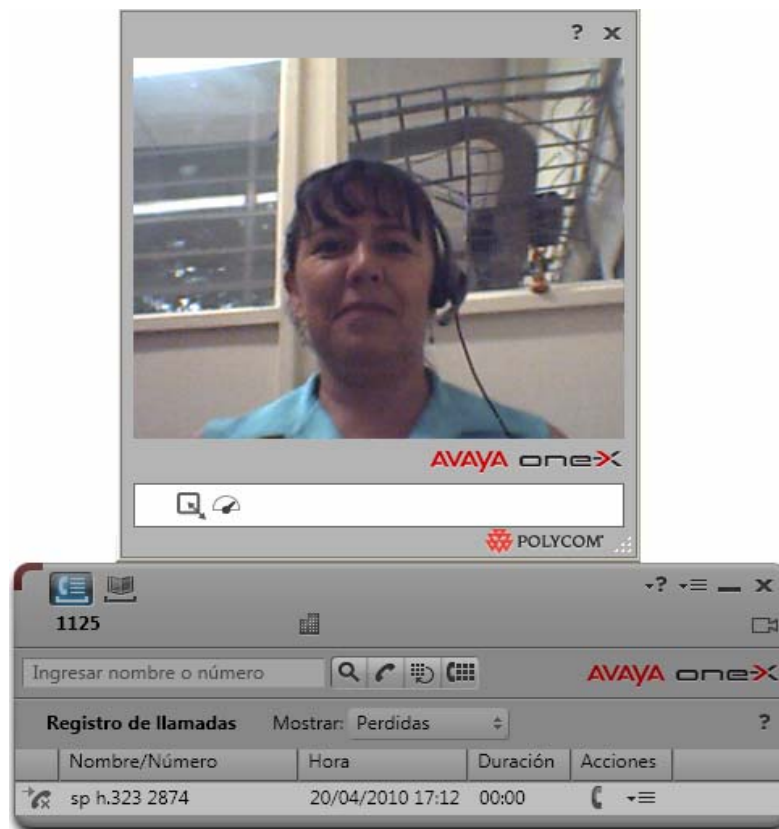 ? x
AVAYA one-X
POLYCOM
? x
1125
Ingresar nombre o número
AVAYA one-X
Registro de llamadas Mostrar: Perdidas ?
Nombre/Número Hora Duración Acciones
sp h.323 2874 20/04/2010 17:12 00:00